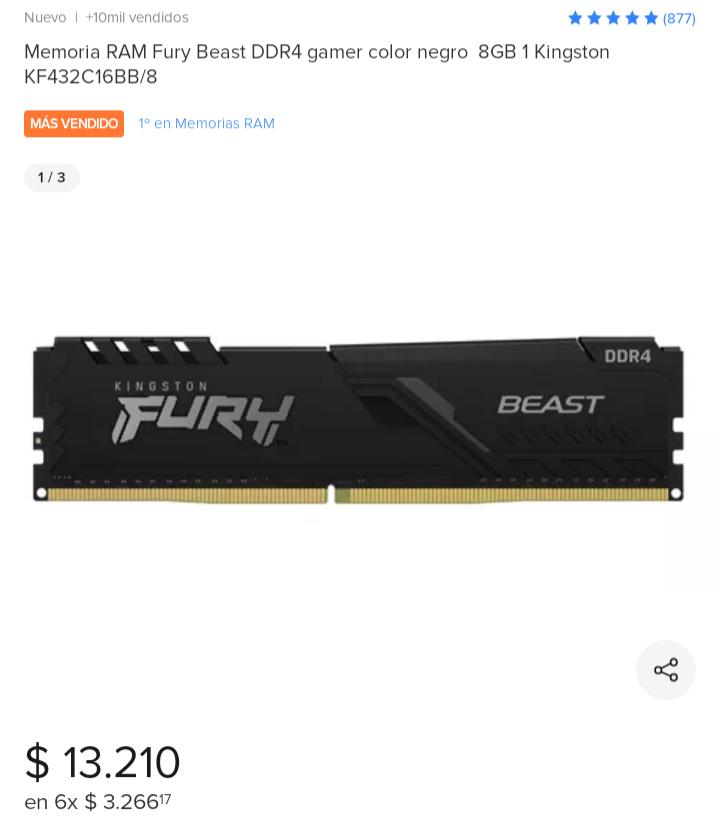 Nuevo | +10mil vendidos (877)
Memoria RAM Fury Beast DDR4 gamer color negro 8GB 1 Kingston
KF432C16BB/8
MÁS VENDIDO 1º en Memorias RAM
1 / 3
DDR4
KINGSTON
FURY
BEAST
$ 13.210
en 6x $ 3.266¹⁷